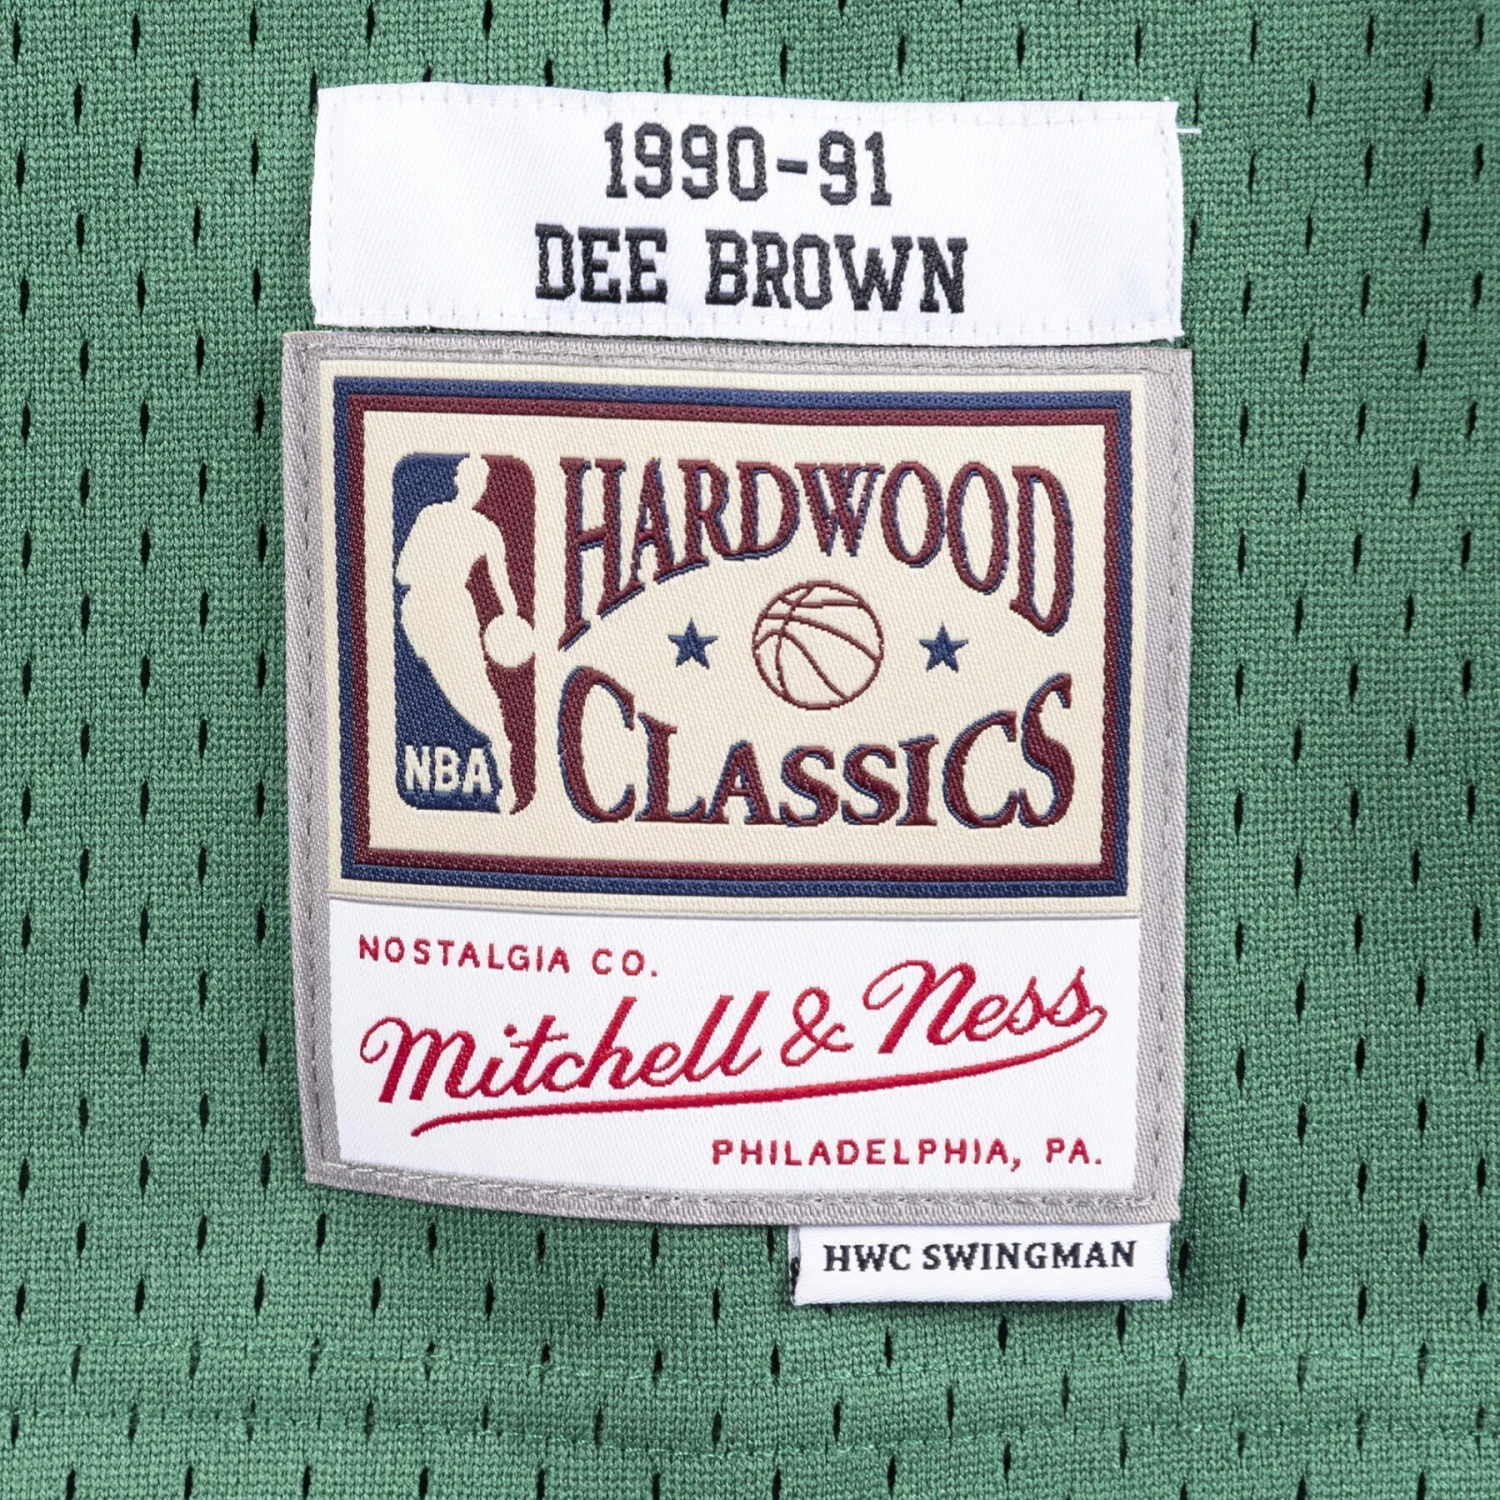 1990-91
DEE BROWN
HARDWOOD
CLASSICS
NBA
NOSTALGIA CO.
Mitchell & Ness
PHILADELPHIA, PA.
HWC SWINGMAN